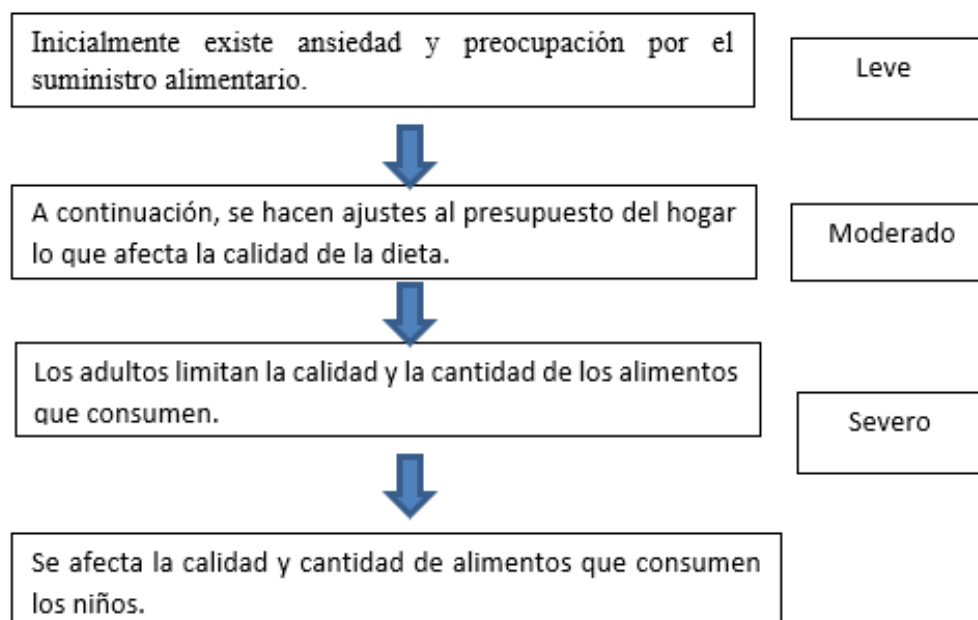 Inicialmente existe ansiedad y preocupación por el
suministro alimentario.
Leve
A continuación, se hacen ajustes al presupuesto del hogar
lo que afecta la calidad de la dieta.
Moderado
Los adultos limitan la calidad y la cantidad de los alimentos
que consumen.
Severo
Se afecta la calidad y cantidad de alimentos que consumen
los niños.